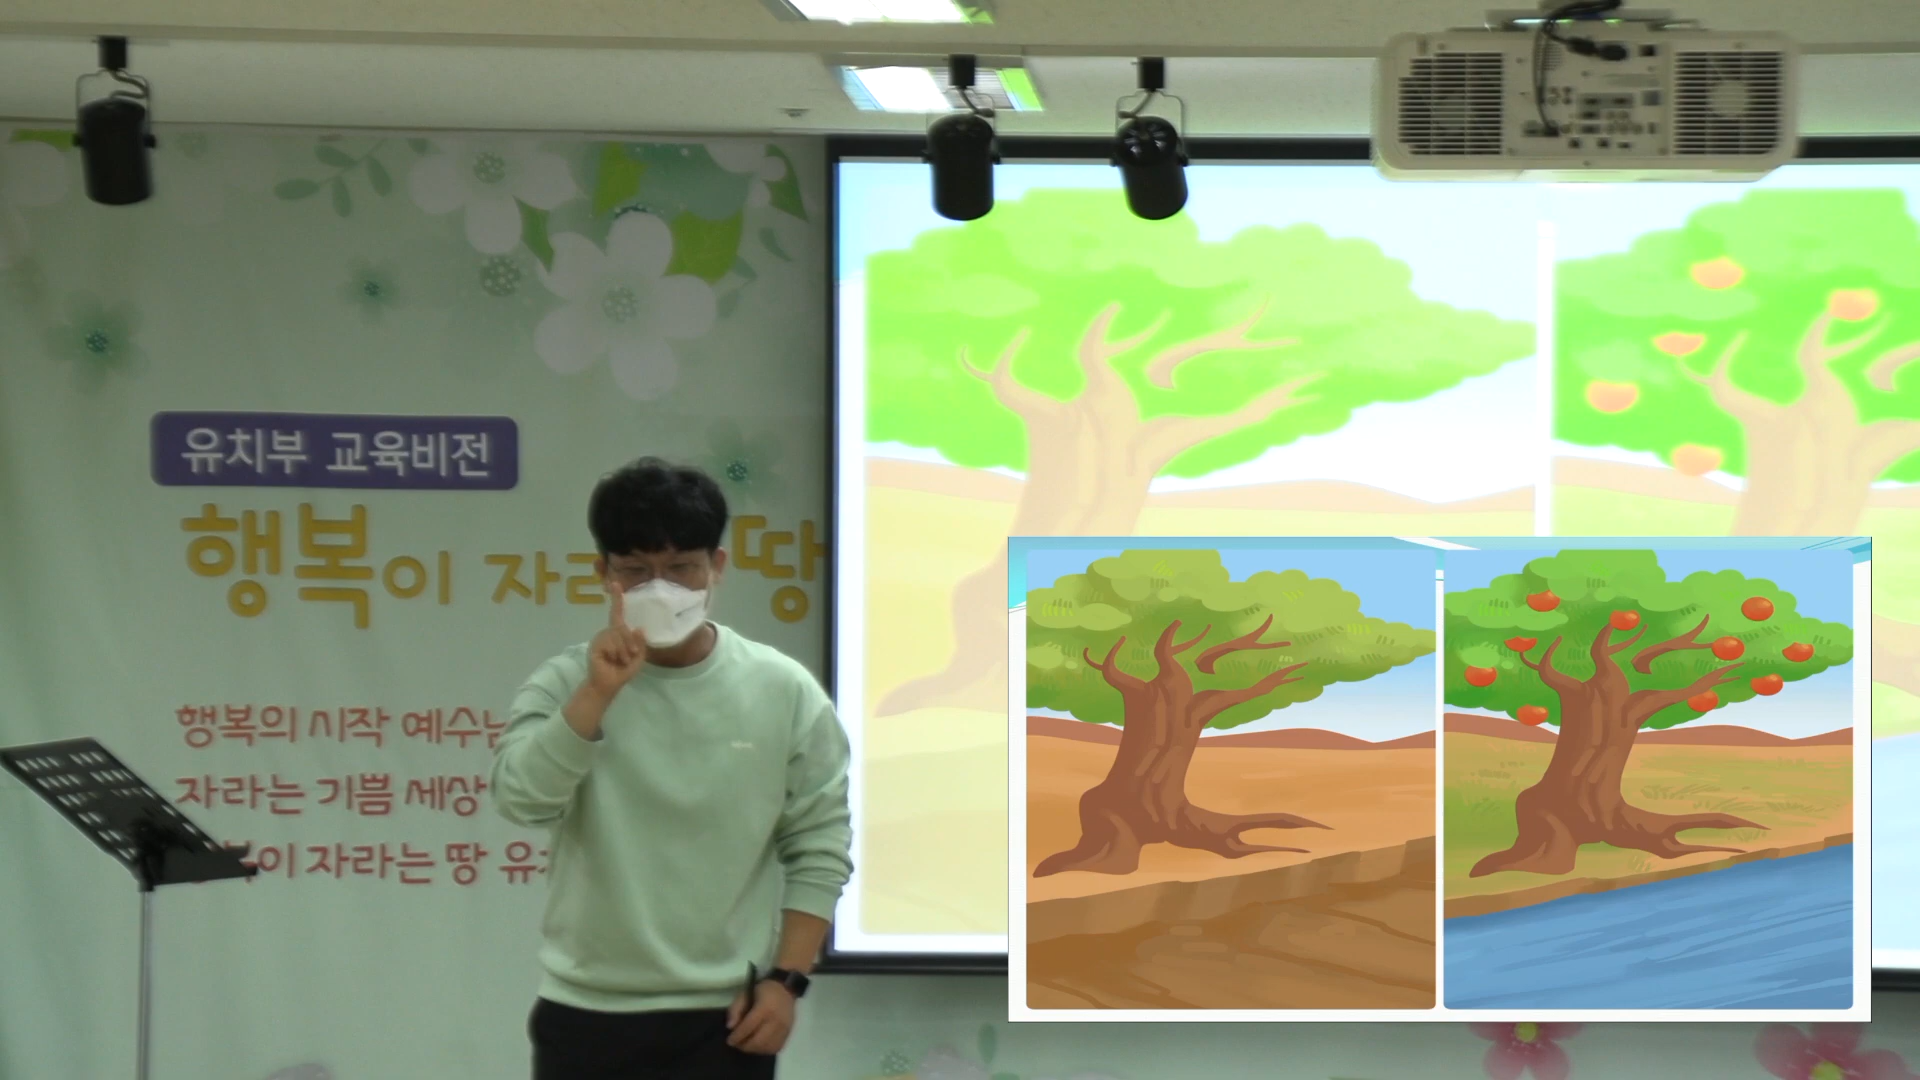 유치부 교육비전
행복이 자라 땅
행복의 시작 예수님
자라는 기쁨 세상
이 자라는 땅 유